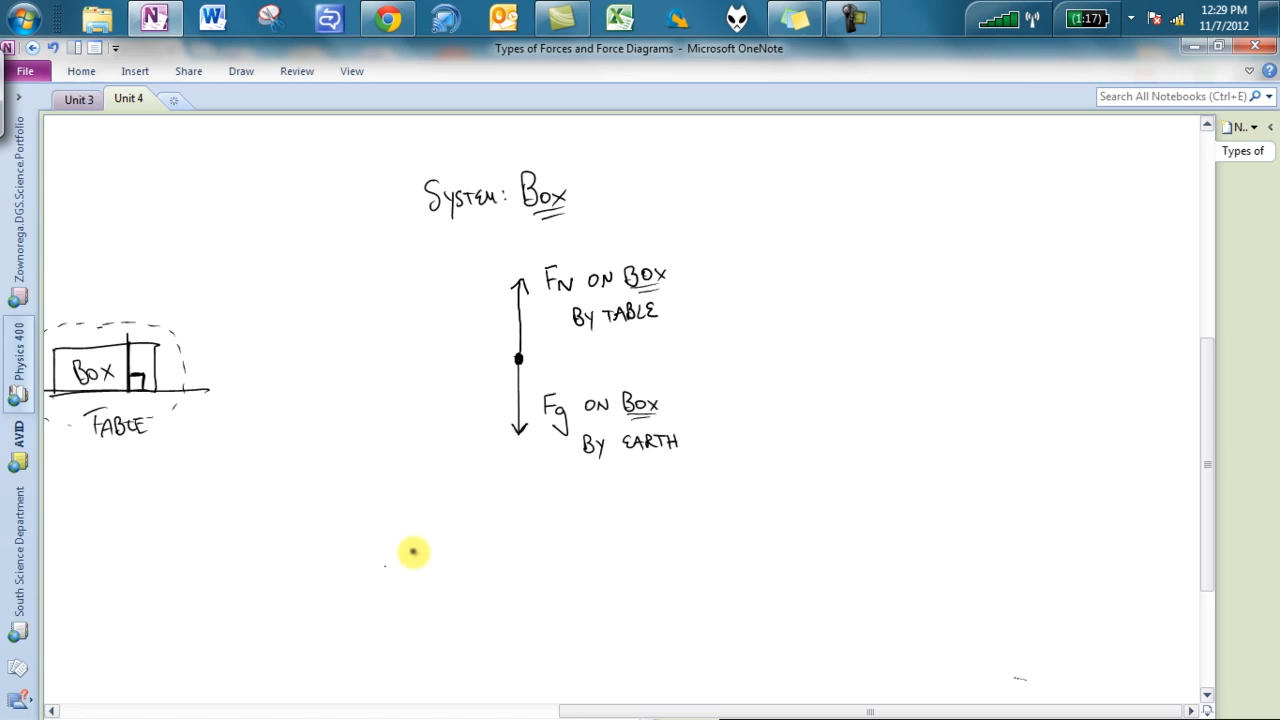 12:29 PM
(1:17)
11/7/2012
Types of Forces and Force Diagrams - Microsoft OneNote
File Home Insert Share Draw Review View
Unit 3 Unit 4
Search All Notebooks (Ctrl+E)
N..
Types of
Zownorega.DGS.Science.Portfolio
Physics 400
AVID
South Science Department
SYSTEM: BOX
FN ON BOX
BY TABLE
BOX
TABLE
Fg ON BOX
BY EARTH